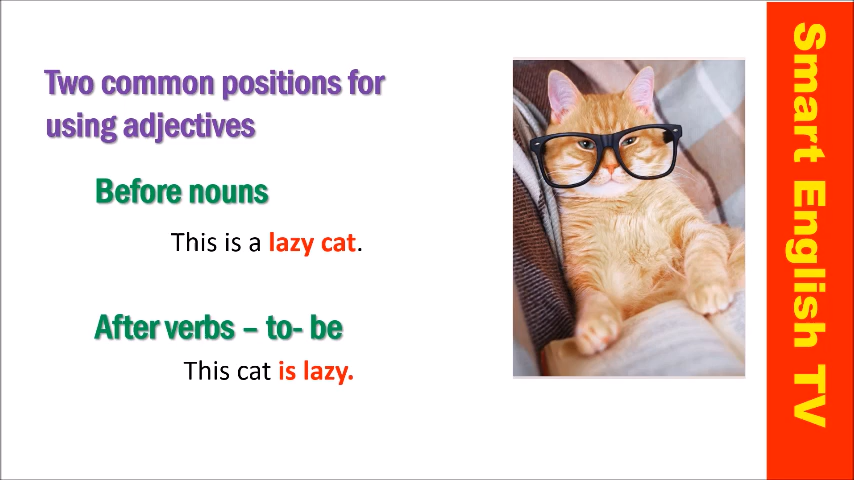 Two common positions for
using adjectives
Before nouns
This is a lazy cat.
After verbs – to- be
This cat is lazy.
Smart English TV